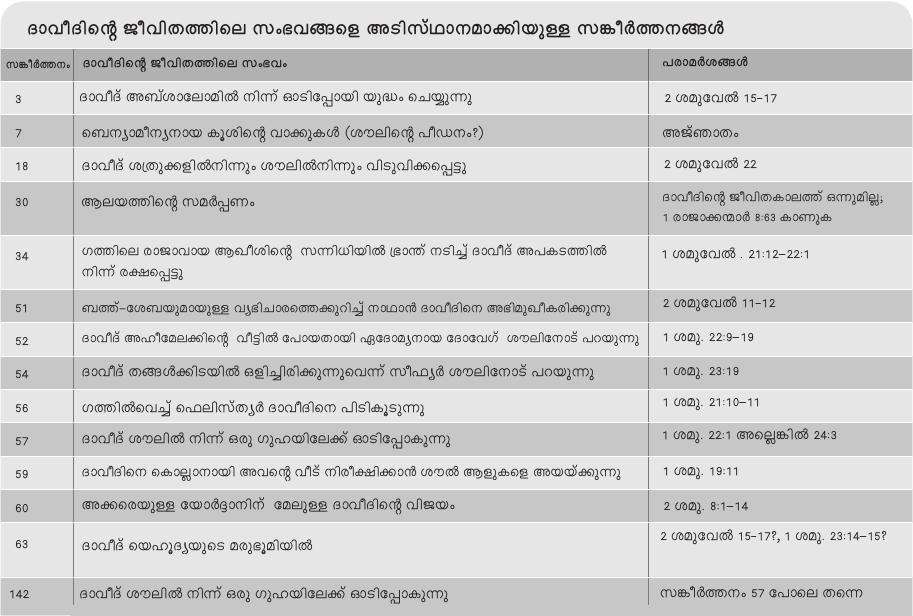 ദാവീദിന്റെ ജീവിതത്തിലെ സംഭവങ്ങളെ അടിസ്ഥാനമാക്കിയുള്ള സങ്കീർത്തനങ്ങൾ
സങ്കീർത്തനം ദാവീദിന്റെ ജീവിതത്തിലെ സംഭവം പരാമർശങ്ങൾ
3 ദാവീദ് അബ്ശാലോമിൽ നിന്ന് ഓടിപ്പോയി യുദ്ധം ചെയ്യുന്നു 2 ശമുവേൽ 15-17
7 ബെന്യാമീന്യനായ കൂശിന്റെ വാക്കുകൾ (ശൗലിന്റെ പീഡനം?) അജ്ഞാതം
18 ദാവീദ് ശത്രുക്കളിൽനിന്നും ശൗലിൽനിന്നും വിടുവിക്കപ്പെട്ടു 2 ശമുവേൽ 22
30 ആലയത്തിന്റെ സമർപ്പണം ദാവീദിന്റെ ജീവിതകാലത്ത് ഒന്നുമില്ല;
1 രാജാക്കന്മാർ 8:63 കാണുക
34 ഗത്തിലെ രാജാവായ ആഖീശിന്റെ സന്നിധിയിൽ ഭ്രാന്ത് നടിച്ച് ദാവീദ് അപകടത്തിൽ 1 ശമുവേൽ . 21:12-22:1
നിന്ന് രക്ഷപ്പെട്ടു
51 ബത്ത്-ശേബയുമായുള്ള വ്യഭിചാരത്തെക്കുറിച്ച് നാഥാൻ ദാവീദിനെ അഭിമുഖീകരിക്കുന്നു 2 ശമുവേൽ 11-12
52 ദാവീദ് അഹീമേലക്കിന്റെ വീട്ടിൽ പോയതായി ഏദോമ്യനായ ദോവേഗ് ശൗലിനോട് പറയുന്നു 1 ശമു. 22:9-19
54 ദാവീദ് തങ്ങൾക്കിടയിൽ ഒളിച്ചിരിക്കുന്നുവെന്ന് സീഫ്യർ ശൗലിനോട് പറയുന്നു 1 ശമു. 23:19
56 ഗത്തിൽവെച്ച് ഫെലിസ്ത്യർ ദാവീദിനെ പിടികൂടുന്നു 1 ശമു. 21:10-11
57 ദാവീദ് ശൗലിൽ നിന്ന് ഒരു ഗുഹയിലേക്ക് ഓടിപ്പോകുന്നു 1 ശമു. 22:1 അല്ലെങ്കിൽ 24:3
59 ദാവീദിനെ കൊല്ലാനായി അവന്റെ വീട് നിരീക്ഷിക്കാൻ ശൗൽ ആളുകളെ അയയ്ക്കുന്നു 1 ശമു. 19:11
60 അക്കരെയുള്ള യോർദ്ദാനിന് മേലുള്ള ദാവീദിന്റെ വിജയം 2 ശമു. 8:1-14
63 ദാവീദ് യെഹൂദ്യയുടെ മരുഭൂമിയിൽ 2 ശമുവേൽ 15-17?, 1 ശമു. 23:14-15?
142 ദാവീദ് ശൗലിൽ നിന്ന് ഒരു ഗുഹയിലേക്ക് ഓടിപ്പോകുന്നു സങ്കീർത്തനം 57 പോലെ തന്നെ